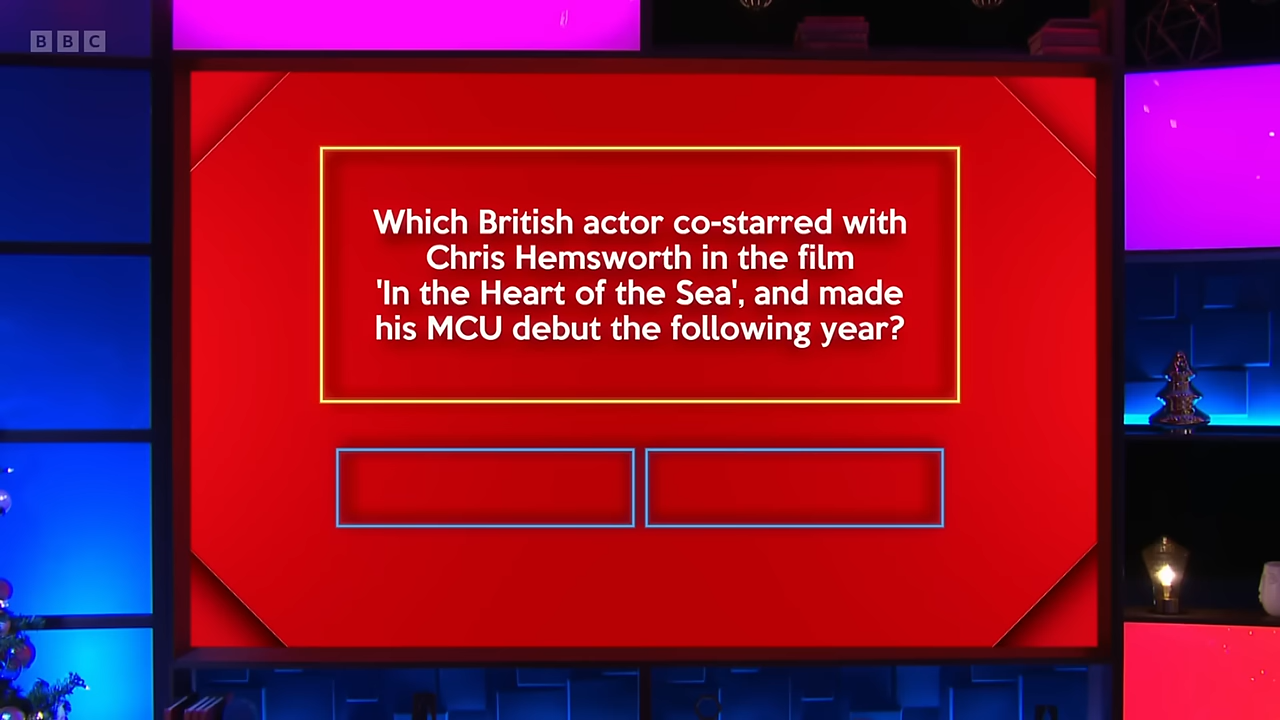 BBC
Which British actor co-starred with
Chris Hemsworth in the film
'In the Heart of the Sea', and made
his MCU debut the following year?